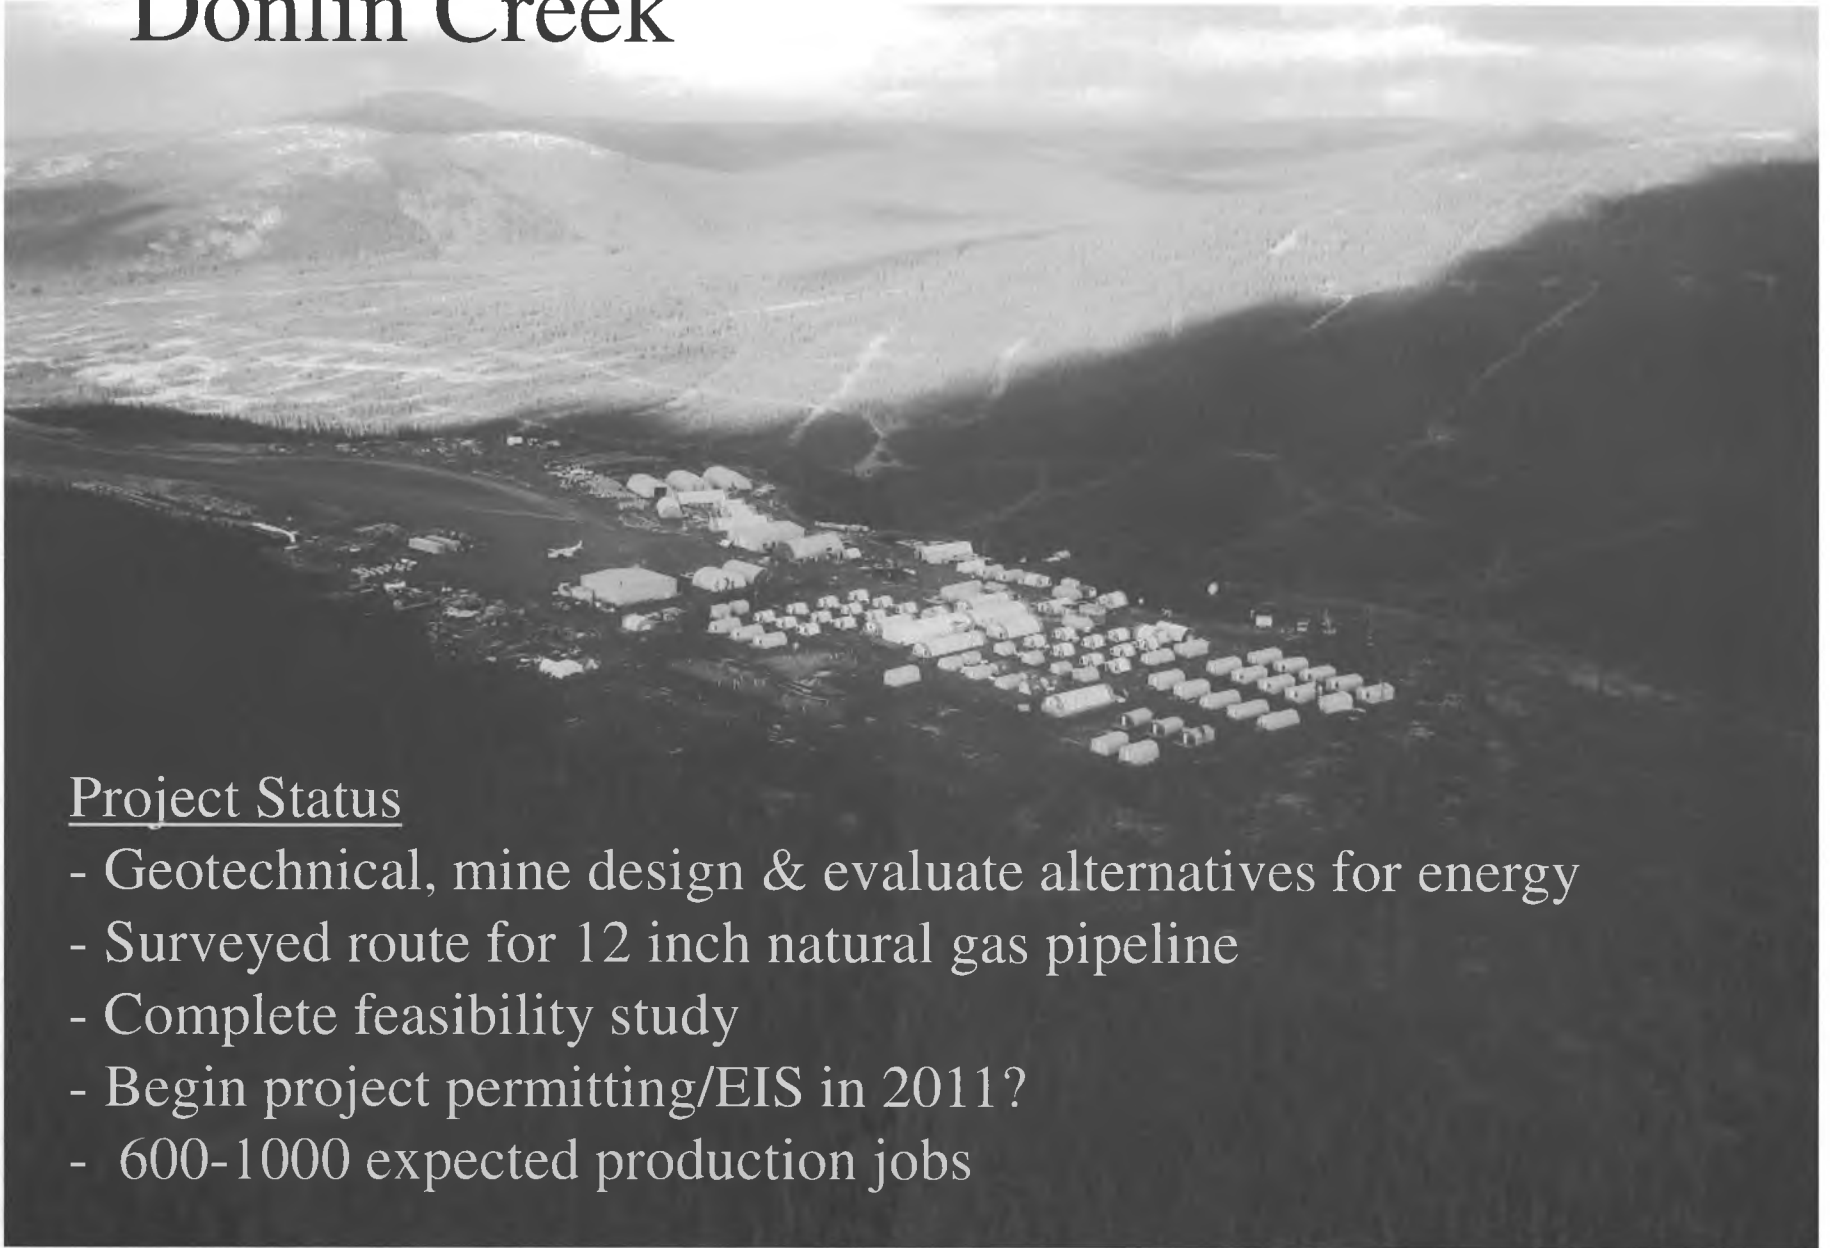 Donlin Creek
Project Status
- Geotechnical, mine design & evaluate alternatives for energy
- Surveyed route for 12 inch natural gas pipeline
- Complete feasibility study
- Begin project permitting/EIS in 2011?
- 600-1000 expected production jobs